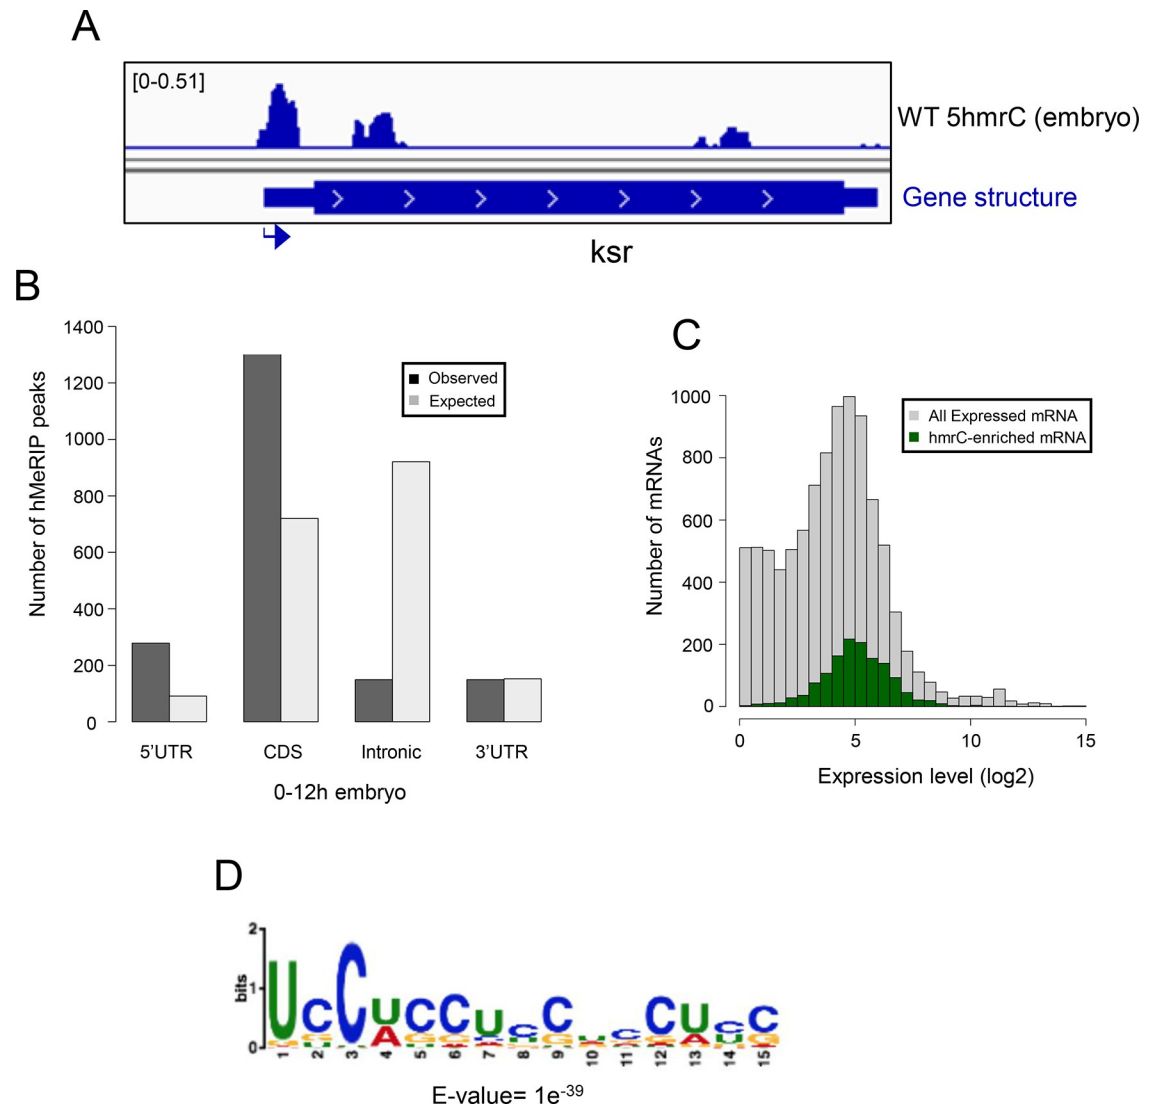 A
[0-0.51]
WT 5hmrC (embryo)
Gene structure
ksr
B
Number of hMeRIP peaks
1400
1200
1000
800
600
400
200
0
Observed
Expected
5'UTR CDS Intronic 3'UTR
0-12h embryo
C
Number of mRNAs
1000
800
600
400
200
0
All Expressed mRNA
hmrC-enriched mRNA
0 5 10 15
Expression level (log2)
D
bits
2
1
0
U C C U C C U C C C U C C
A
1 2 3 4 5 6 7 8 9 10 11 12 13 14 15
E-value= 1e-39